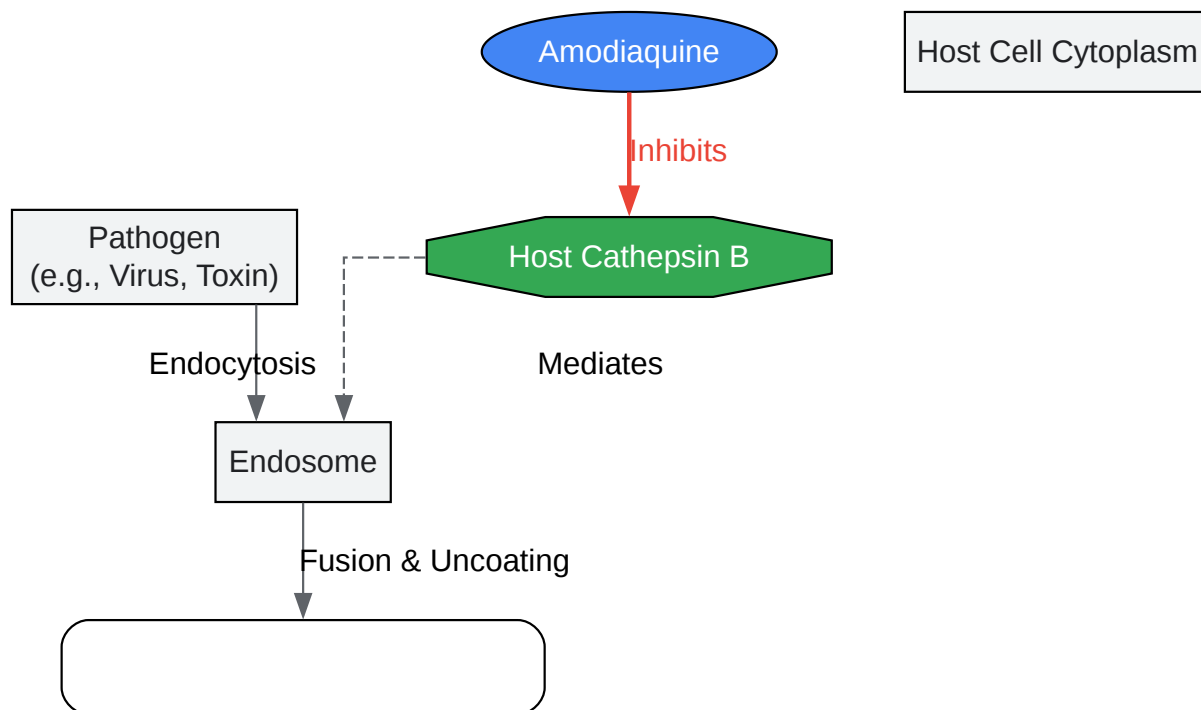 Amodiaquine
Host Cell Cytoplasm
Inhibits
Pathogen
(e.g., Virus, Toxin)
Host Cathepsin B
Endocytosis
Mediates
Endosome
Fusion & Uncoating